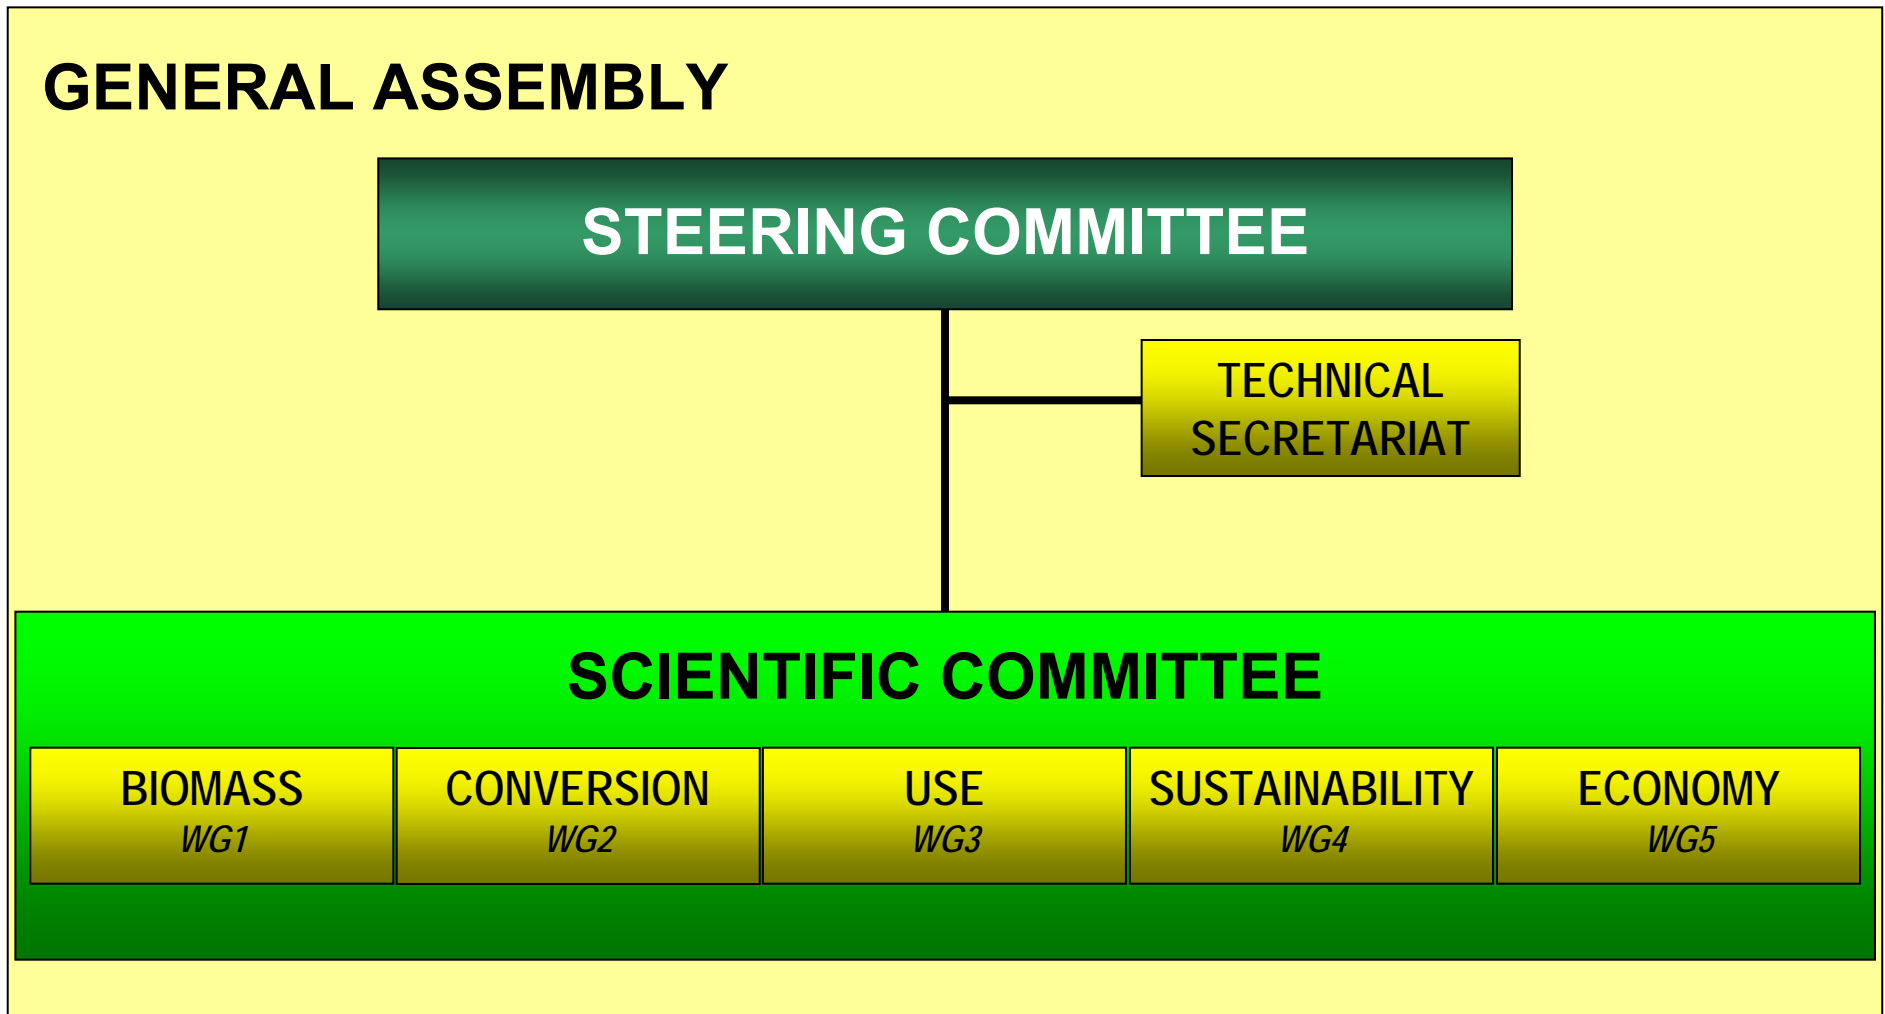 GENERAL ASSEMBLY
STEERING COMMITTEE
TECHNICAL
SECRETARIAT
SCIENTIFIC COMMITTEE
BIOMASS
WG1
CONVERSION
WG2
USE
WG3
SUSTAINABILITY
WG4
ECONOMY
WG5